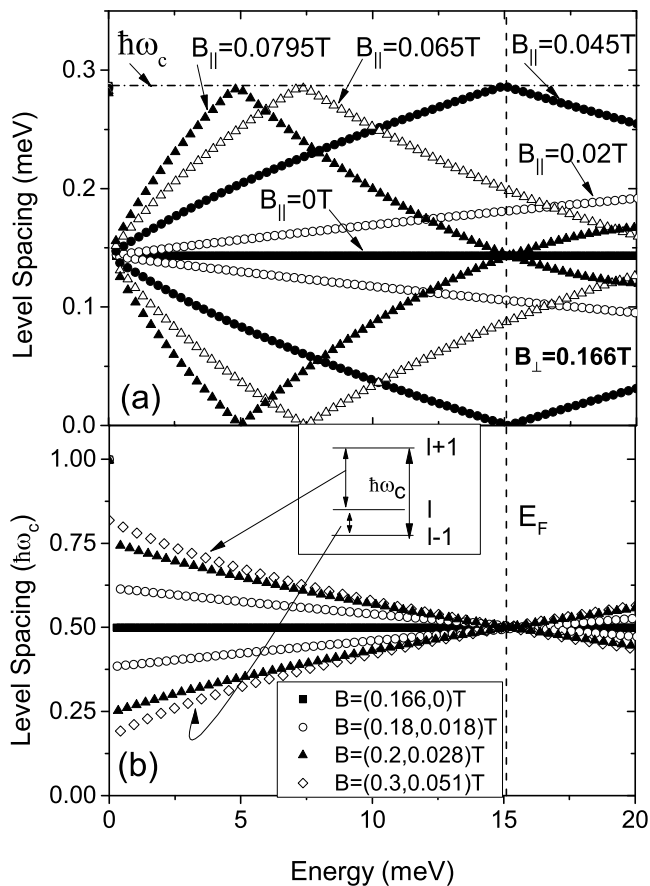 ħω_c
B_||=0.0795T
B_||=0.065T
B_||=0.045T
0.3
B_||=0.02T
Level Spacing (meV)
0.2
B_||=0T
0.1
B_⊥=0.166T
(a)
0.0
1.00
l+1
ħω_C
l
l-1
E_F
Level Spacing (ħω_c)
0.75
0.50
0.25
B=(0.166,0)T
B=(0.18,0.018)T
B=(0.2,0.028)T
B=(0.3,0.051)T
(b)
0.00
0 5 10 15 20
Energy (meV)